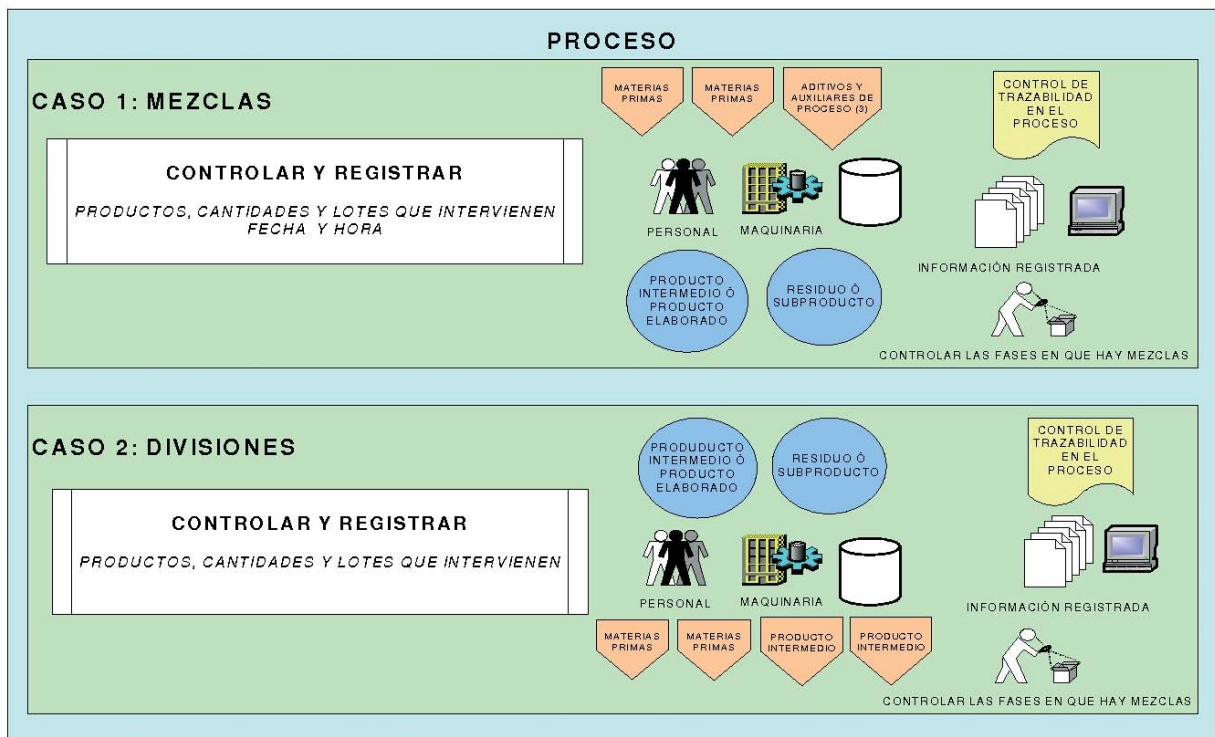 PROCESO
CASO 1: MEZCLAS
CONTROLAR Y REGISTRAR
PRODUCTOS, CANTIDADES Y LOTES QUE INTERVIENEN
FECHA Y HORA
MATERIAS
PRIMAS
MATERIAS
PRIMAS
ADITIVOS Y
AUXILIARES DE
PROCESO (3)
PERSONAL
MAQUINARIA
PRODUCTO
INTERMEDIO Ó
PRODUCTO
ELABORADO
RESIDUO Ó
SUBPRODUCTO
CONTROL DE
TRAZABILIDAD
EN EL
PROCESO
INFORMACIÓN REGISTRADA
CONTROLAR LAS FASES EN QUE HAY MEZCLAS
CASO 2: DIVISIONES
CONTROLAR Y REGISTRAR
PRODUCTOS, CANTIDADES Y LOTES QUE INTERVIENEN
PRODUDUCTO
INTERMEDIO Ó
PRODUCTO
ELABORADO
RESIDUO Ó
SUBPRODUCTO
PERSONAL
MAQUINARIA
MATERIAS
PRIMAS
MATERIAS
PRIMAS
PRODUCTO
INTERMEDIO
PRODUCTO
INTERMEDIO
CONTROL DE
TRAZABILIDAD
EN EL
PROCESO
INFORMACIÓN REGISTRADA
CONTROLAR LAS FASES EN QUE HAY MEZCLAS